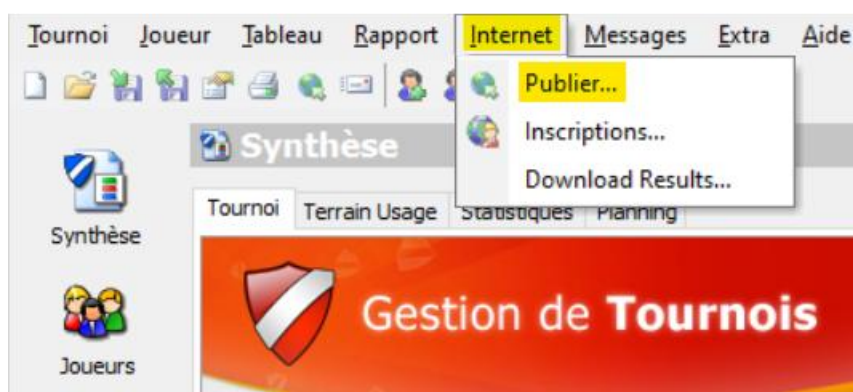 Tournoi Joueur Tableau Rapport Internet Messages Extra Aide
Publier...
Inscriptions...
Download Results...
Synthèse
Tournoi Terrain Usage Statistiques Planning
Synthèse
Gestion de Tournois
Joueurs